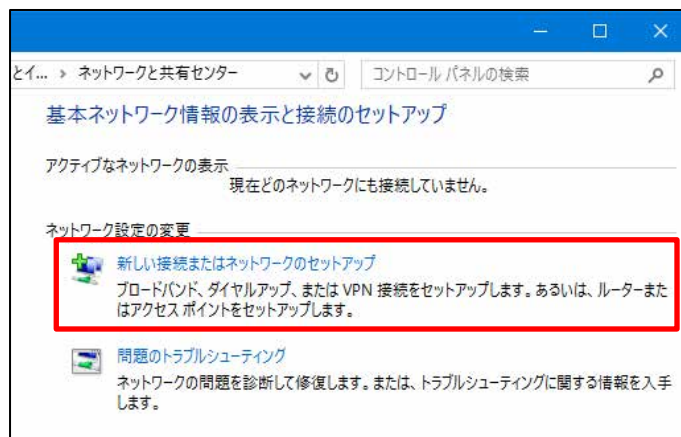 とイ... › ネットワークと共有センター
コントロール パネルの検索
基本ネットワーク情報の表示と接続のセットアップ
アクティブなネットワークの表示
現在どのネットワークにも接続していません。
ネットワーク設定の変更
新しい接続またはネットワークのセットアップ
ブロードバンド、ダイヤルアップ、または VPN 接続をセットアップします。あるいは、ルーターまた
はアクセス ポイントをセットアップします。
問題のトラブルシューティング
ネットワークの問題を診断して修復します。または、トラブルシューティングに関する情報を入手
します。